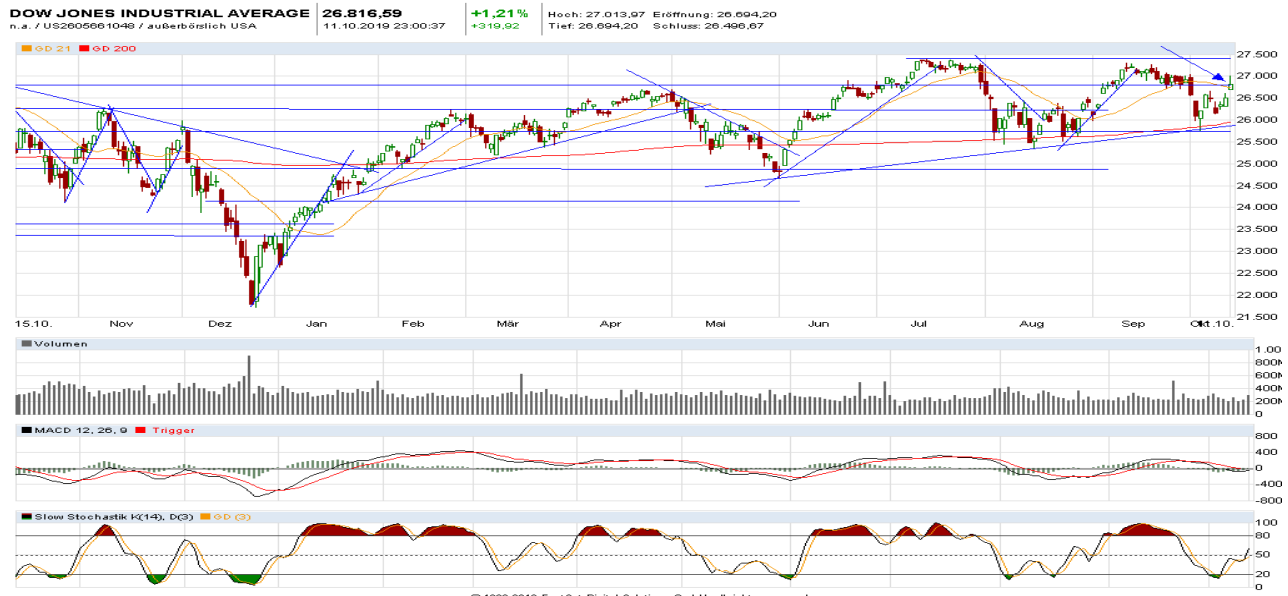 DOW JONES INDUSTRIAL AVERAGE 26.816,59 +1,21% Hoch: 27.013,97 Eröffnung: 26.694,20
n.a. / US2605661048 / außerbörslich USA 11.10.2019 23:00:37 +319,92 Tief: 26.694,20 Schluss: 26.496,67
GD 21 GD 200
27.500
27.000
26.500
26.000
25.500
25.000
24.500
24.000
23.500
23.000
22.500
22.000
21.500
15.10. Nov Dez Jan Feb Mär Apr Mai Jun Jul Aug Sep
Volumen
1.00
800M
600M
400M
200M
0
MACD 12, 26, 9 Trigger
800
400
0
-400
-800
Slow Stochastik K(14), D(3) GD (3)
100
80
50
20
0